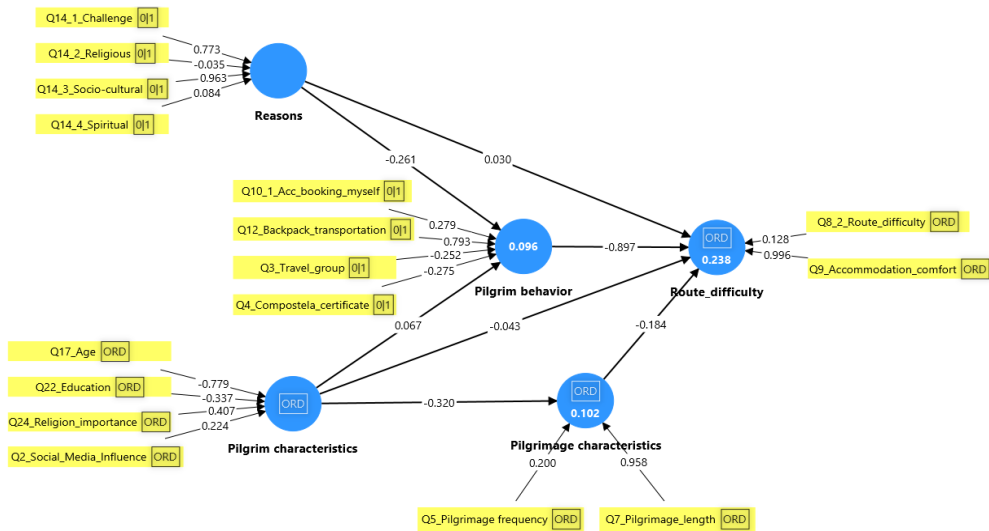 Q14_1_Challenge 0|1
0.773
Q14_2_Religious 0|1
-0.035
0.963
Q14_3_Socio-cultural 0|1
0.084
Q14_4_Spiritual 0|1
Reasons
-0.261
0.030
Q10_1_Acc_booking_myself 0|1
0.279
Q12_Backpack_transportation 0|1
0.793
-0.252
Q3_Travel_group 0|1
-0.275
Q4_Compostela_certificate 0|1
0.096
Pilgrim behavior
-0.897
ORD
0.238
Route_difficulty
Q8_2_Route_difficulty ORD
0.128
0.996
Q9_Accommodation_comfort ORD
0.067
-0.043
-0.184
Q17_Age ORD
-0.779
Q22_Education ORD
-0.337
0.407
Q24_Religion_importance ORD
0.224
Q2_Social_Media_Influence ORD
ORD
Pilgrim characteristics
-0.320
ORD
0.102
Pilgrimage characteristics
0.200
0.958
Q5_Pilgrimage frequency ORD
Q7_Pilgrimage_length ORD